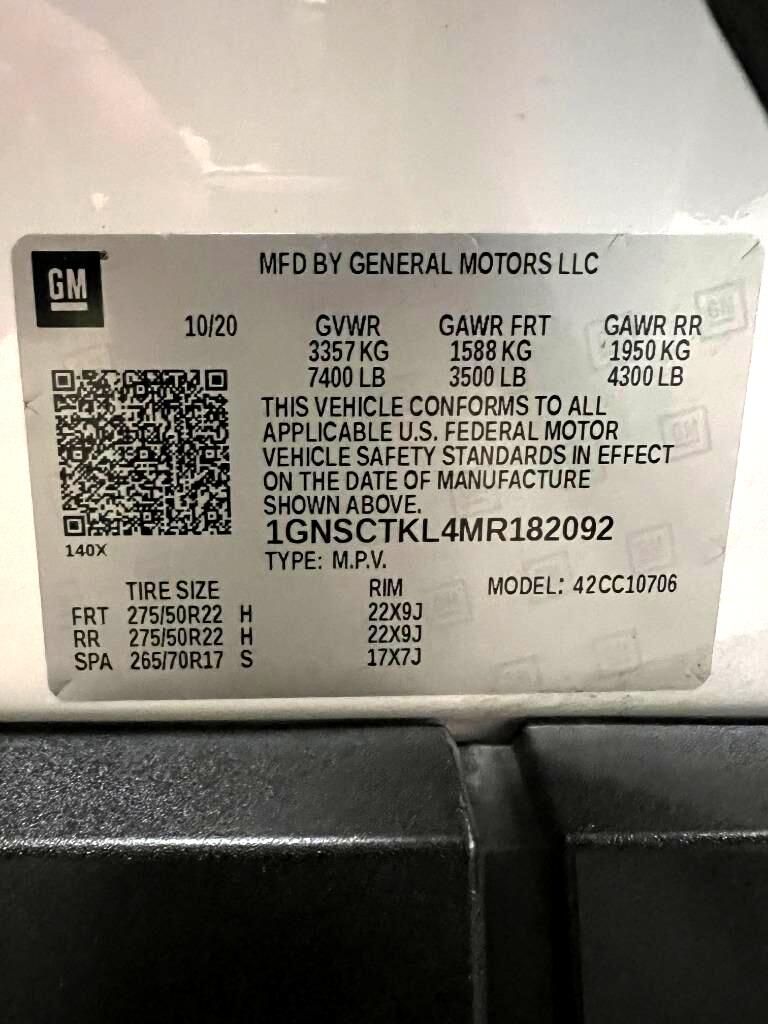 GM
MFD BY GENERAL MOTORS LLC
10/20 GVWR GAWR FRT GAWR RR
3357 KG 1588 KG 1950 KG
7400 LB 3500 LB 4300 LB
THIS VEHICLE CONFORMS TO ALL
APPLICABLE U.S. FEDERAL MOTOR
VEHICLE SAFETY STANDARDS IN EFFECT
ON THE DATE OF MANUFACTURE
SHOWN ABOVE.
1GNSCTKL4MR182092
140X
TYPE: M.P.V.
TIRE SIZE RIM MODEL: 42CC10706
FRT 275/50R22 H 22X9J
RR 275/50R22 H 22X9J
SPA 265/70R17 S 17X7J